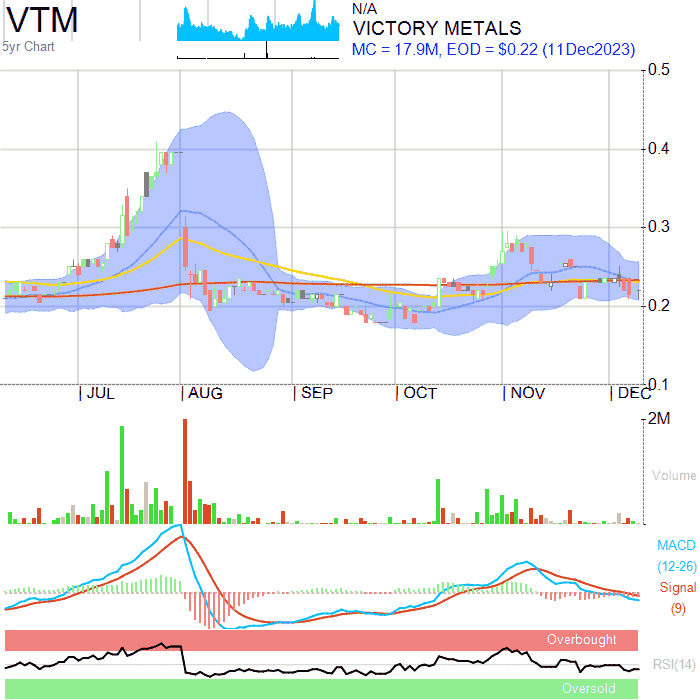 VTM
5yr Chart
N/A
VICTORY METALS
MC = 17.9M, EOD = $0.22 (11Dec2023)
0.5
0.4
0.3
0.2
0.1
JUL
AUG
SEP
OCT
NOV
DEC
2M
Volume
MACD
(12-26)
Signal
(9)
Overbought
RSI(14)
Oversold